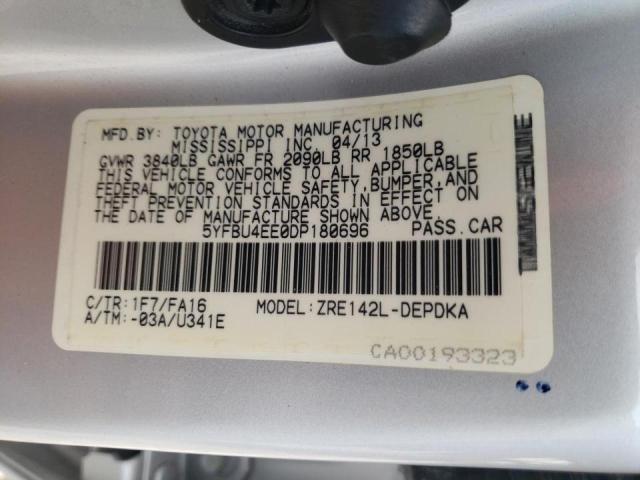 MFD.BY: TOYOTA MOTOR MANUFACTURING
MISSISSIPPI INC. 04/13
GVWR 3840LB GAWR FR 2090LB RR 1850LB
THIS VEHICLE CONFORMS TO ALL APPLICABLE
FEDERAL MOTOR VEHICLE SAFETY,BUMPER,AND
THEFT PREVENTION STANDARDS IN EFFECT ON
THE DATE OF MANUFACTURE SHOWN ABOVE.
5YFBU4EE0DP180696 PASS.CAR
C/TR:1F7/FA16 MODEL:ZRE142L-DEPDKA
A/TM:-03A/U341E
CA00193323